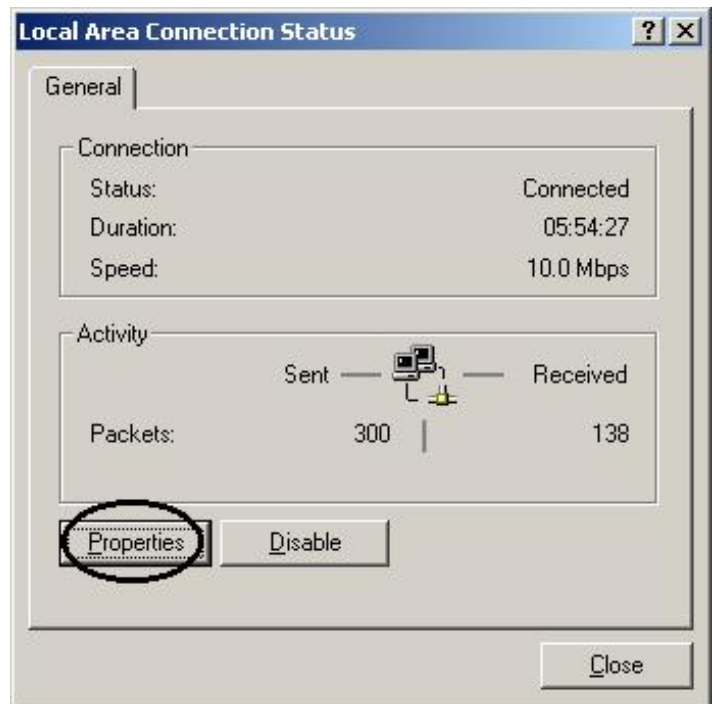 Local Area Connection Status
General
Connection
Status: Connected
Duration: 05:54:27
Speed: 10.0 Mbps
Activity
Sent Received
Packets: 300 138
Properties Disable
Close